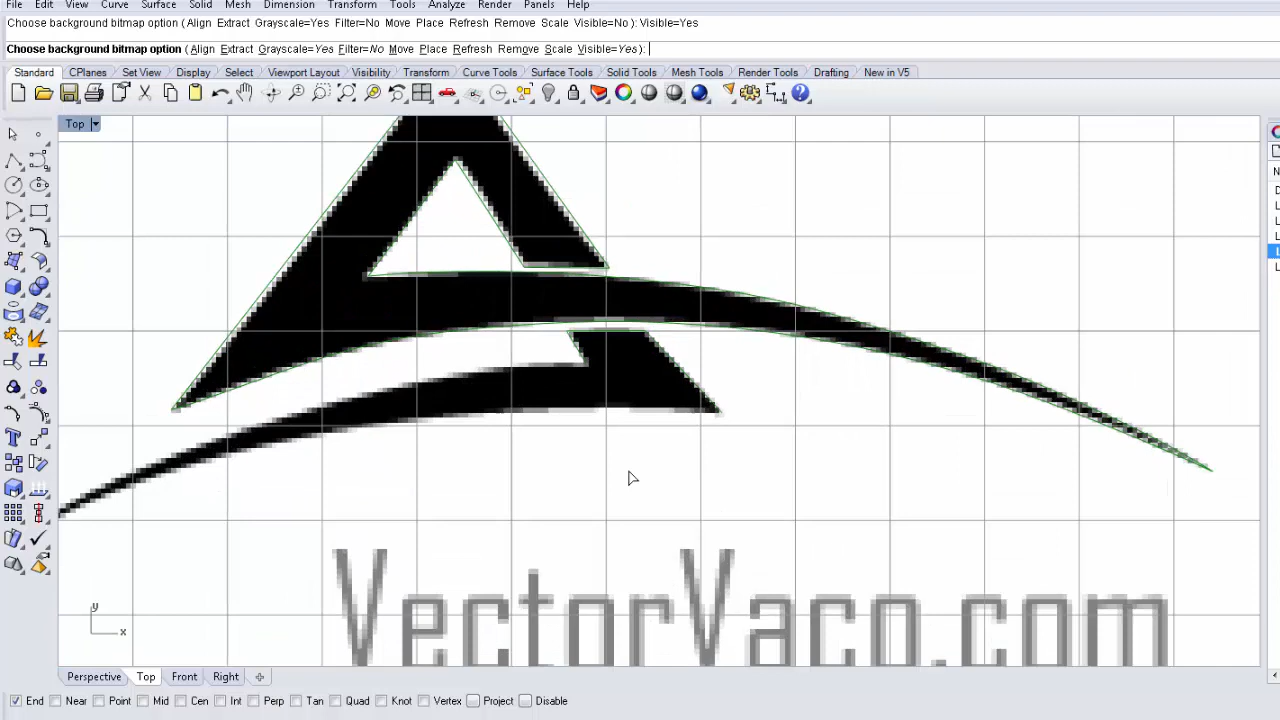 File Edit View Curve Surface Solid Mesh Dimension Transform Tools Analyze Render Panels Help
Choose background bitmap option (Align Extract Grayscale=Yes Filter=No Move Place Refresh Remove Scale Visible=No ):Visible=Yes
Choose background bitmap option (Align Extract Grayscale=Yes Filter=No Move Place Refresh Remove Scale Visible=Yes):
Standard CPlanes Set View Display Select Viewport Layout Visibility Transform Curve Tools Surface Tools Solid Tools Mesh Tools Render Tools Drafting New in V5
Top
VectorVaco.com
y
x
Perspective Top Front Right
End Near Point Mid Cen Int Perp Tan Quad Knot Vertex Project Disable